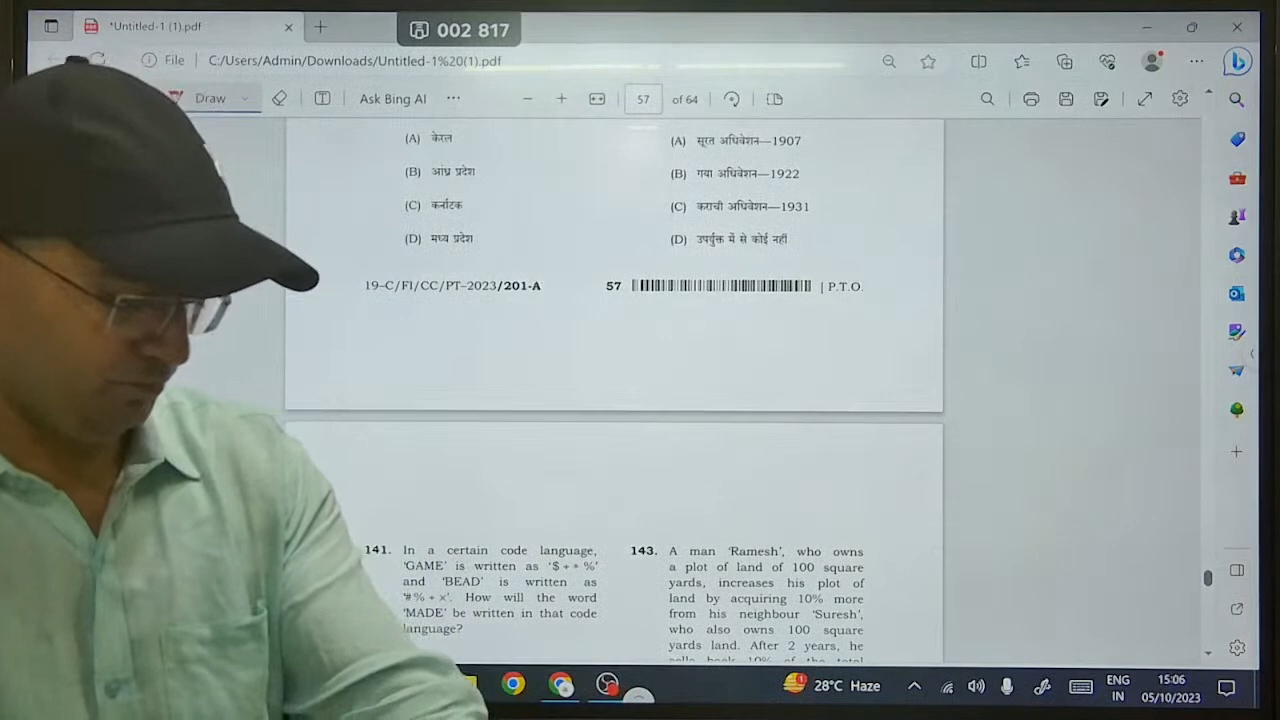 *Untitled-1 (1).pdf
002 817
File
C:/Users/Admin/Downloads/Untitled-1%20(1).pdf
Draw
Ask Bing AI
57
of 64
(A) केरल
(B) आंध्र प्रदेश
(C) कर्नाटक
(D) मध्य प्रदेश
(A) सूरत अधिवेशन—1907
(B) गया अधिवेशन—1922
(C) कराची अधिवेशन—1931
(D) उपर्युक्त में से कोई नहीं
19–C/FI/CC/PT–2023/201-A
57
| P.T.O.
141. In a certain code language,
'GAME' is written as '$ ÷ * %'
and 'BEAD' is written as
'# % ÷ ×'. How will the word
'MADE' be written in that code
language?
143. A man 'Ramesh', who owns
a plot of land of 100 square
yards, increases his plot of
land by acquiring 10% more
from his neighbour 'Suresh',
who also owns 100 square
yards land. After 2 years, he
28°C Haze
ENG
IN
15:06
05/10/2023